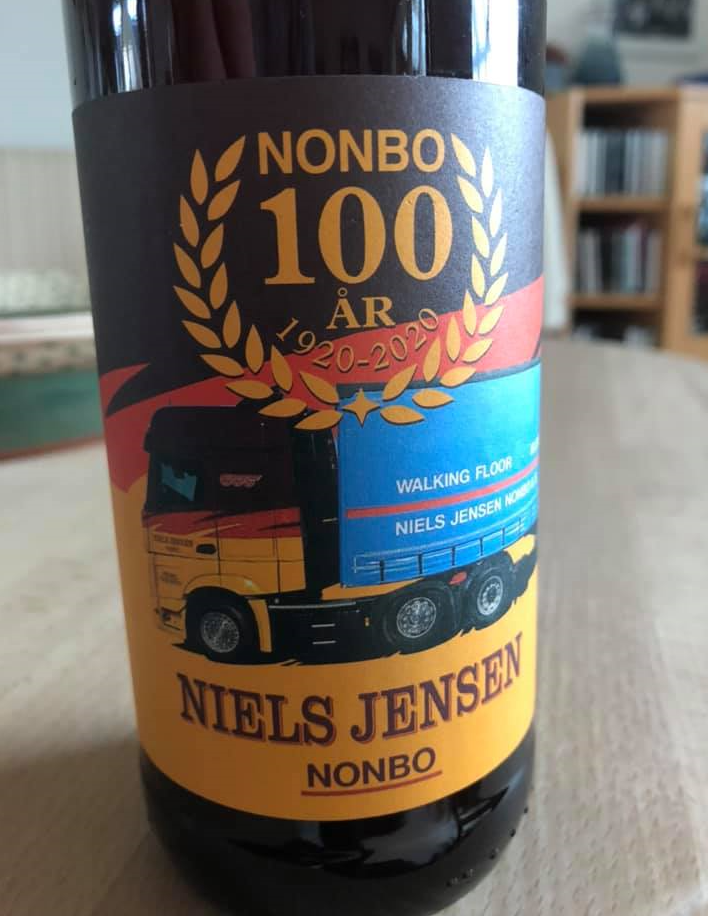 NONBO
100
ÅR
1920-2020
WALKING FLOOR
NIELS JENSEN
NIELS JENSEN
NONBO